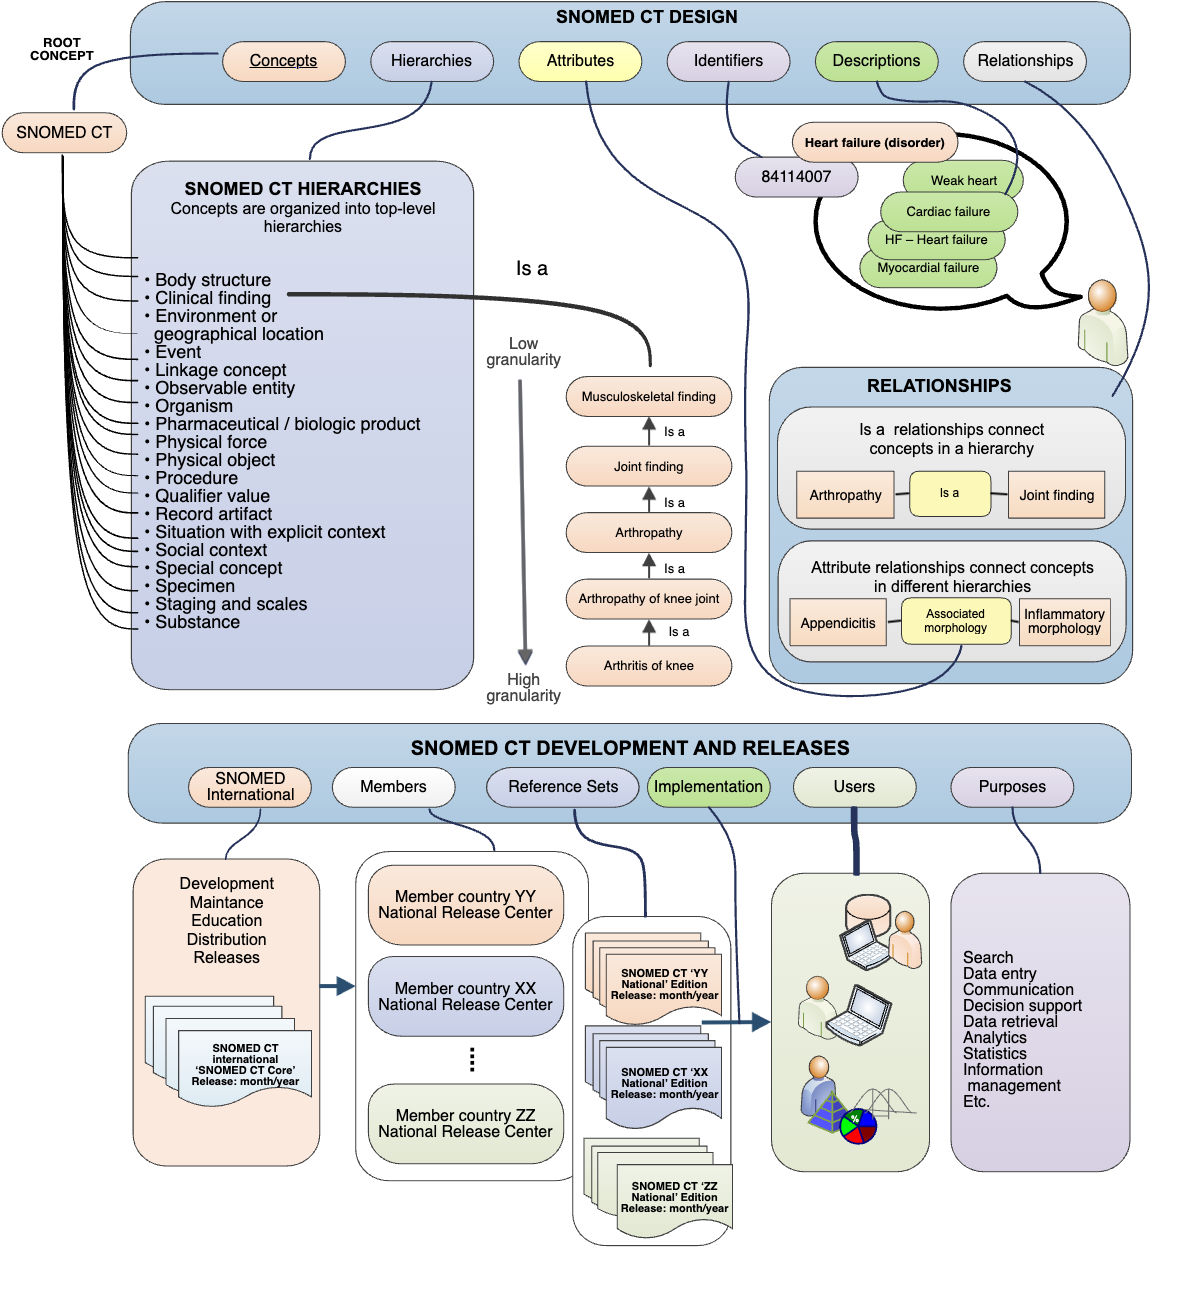 SNOMED CT DESIGN
ROOT
CONCEPT
Concepts
Hierarchies
Attributes
Identifiers
Descriptions
Relationships
SNOMED CT
Heart failure (disorder)
84114007
Weak heart
Cardiac failure
HF – Heart failure
Myocardial failure
SNOMED CT HIERARCHIES
Concepts are organized into top-level
hierarchies
· Body structure
· Clinical finding
· Environment or
geographical location
· Event
· Linkage concept
· Observable entity
· Organism
· Pharmaceutical / biologic product
· Physical force
· Physical object
· Procedure
· Qualifier value
· Record artifact
· Situation with explicit context
· Social context
· Special concept
· Specimen
· Staging and scales
· Substance
Is a
Low
granularity
High
granularity
Musculoskeletal finding
Is a
Joint finding
Is a
Arthropathy
Is a
Arthropathy of knee joint
Is a
Arthritis of knee
RELATIONSHIPS
Is a  relationships connect
concepts in a hierarchy
Arthropathy
Is a
Joint finding
Attribute relationships connect concepts
in different hierarchies
Appendicitis
Associated
morphology
Inflammatory
morphology
SNOMED CT DEVELOPMENT AND RELEASES
SNOMED
International
Members
Reference Sets
Implementation
Users
Purposes
Development
Maintance
Education
Distribution
Releases
SNOMED CT
international
‘SNOMED CT Core’
Release: month/year
Member country YY
National Release Center
Member country XX
National Release Center
Member country ZZ
National Release Center
SNOMED CT ‘YY
National’ Edition
Release: month/year
SNOMED CT ‘XX
National’ Edition
Release: month/year
SNOMED CT ‘ZZ
National’ Edition
Release: month/year
%
Search
Data entry
Communication
Decision support
Data retrieval
Analytics
Statistics
Information
management
Etc.